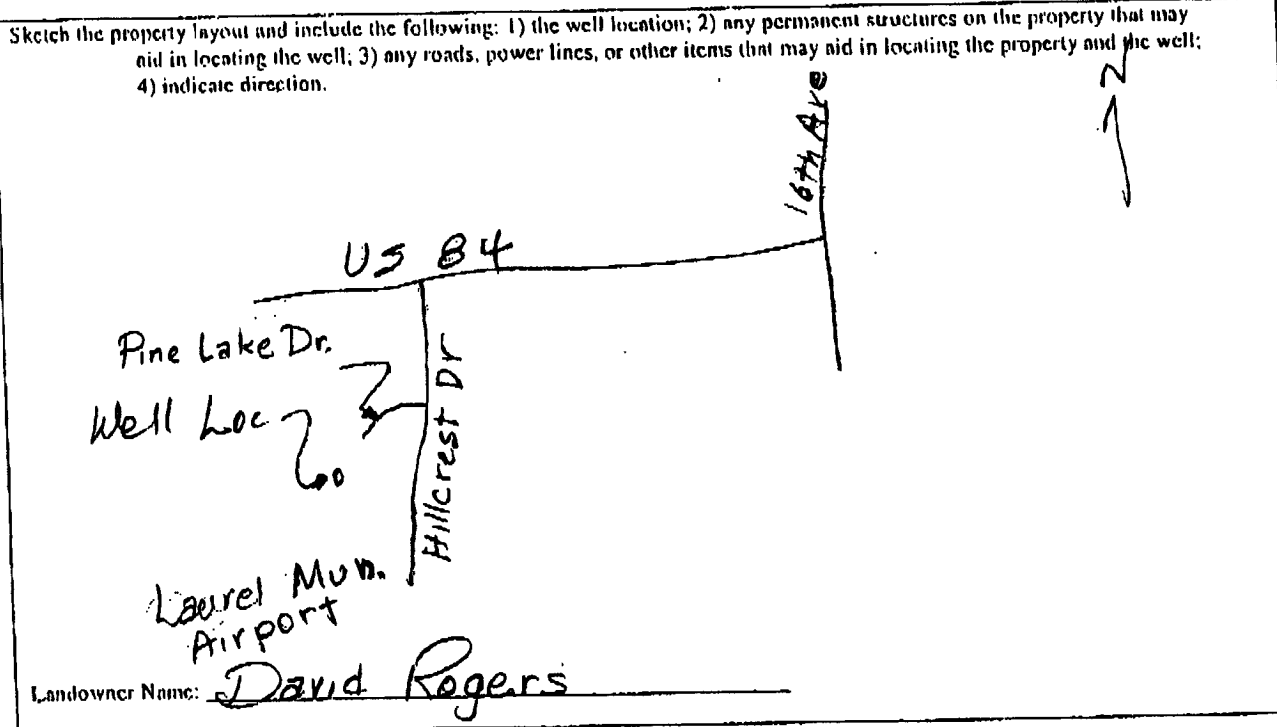 Sketch the property layout and include the following: 1) the well location; 2) any permanent structures on the property that may
aid in locating the well; 3) any roads, power lines, or other items that may aid in locating the property and the well;
4) indicate direction.
N
16th Ave
US 84
Pine Lake Dr.
Well Loc
Hillcrest Dr
Laurel Mun.
Airport
Landowner Name: David Rogers